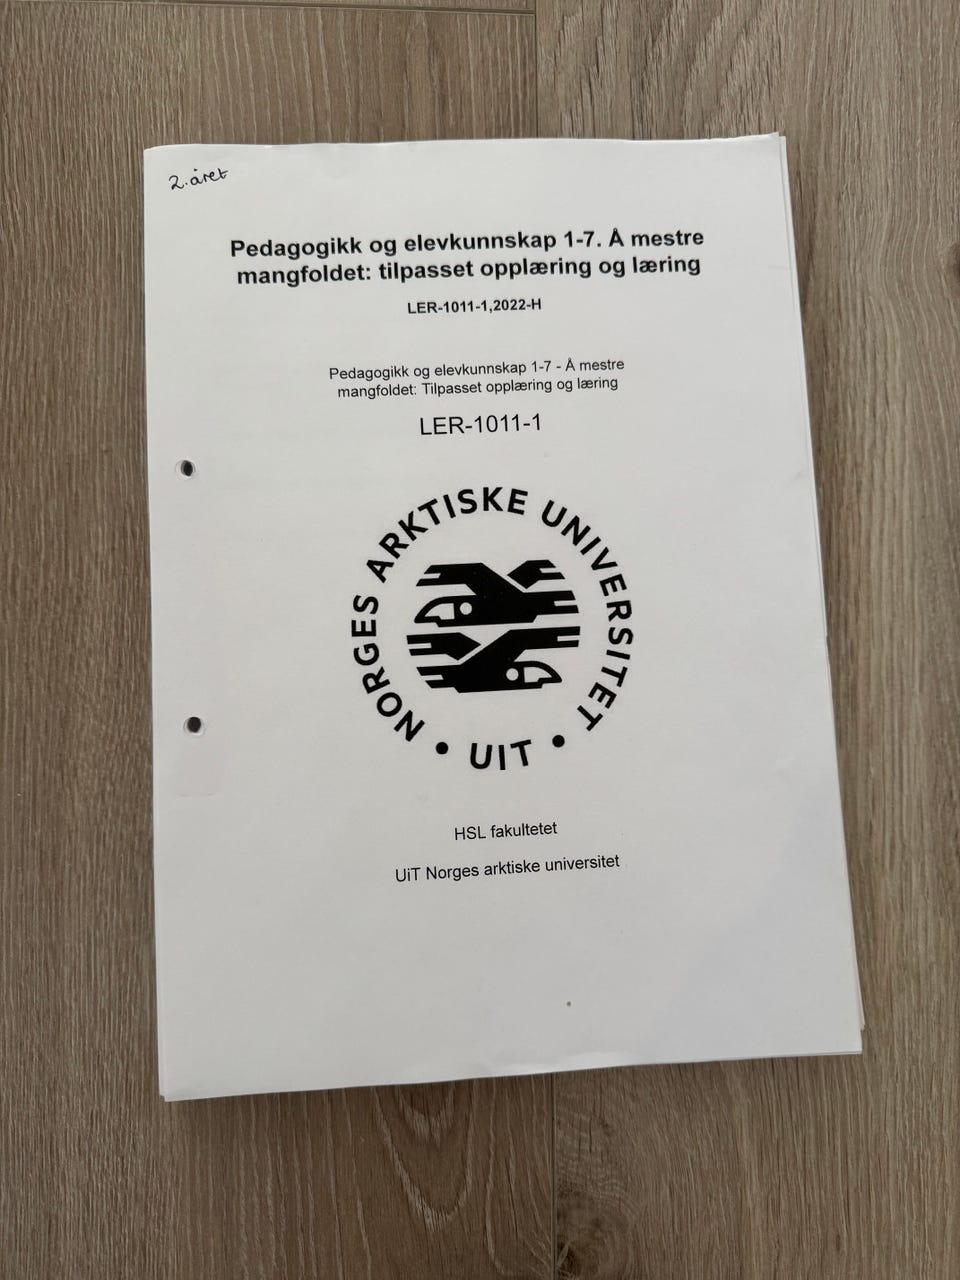 2. året
Pedagogikk og elevkunnskap 1-7. Å mestre
mangfoldet: tilpasset opplæring og læring
LER-1011-1,2022-H
Pedagogikk og elevkunnskap 1-7 - Å mestre
mangfoldet: Tilpasset opplæring og læring
LER-1011-1
NORGES ARKTISKE UNIVERSITET
• UIT •
HSL fakultetet
UiT Norges arktiske universitet